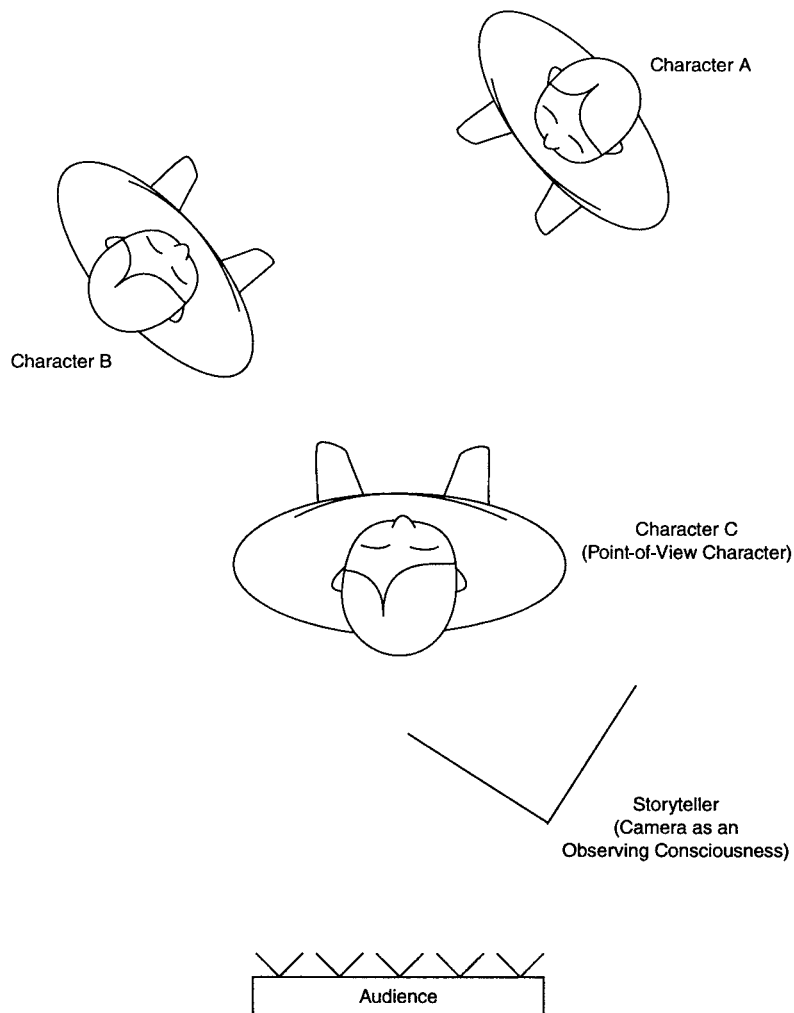 Character A
Character B
Character C
(Point-of-View Character)
Storyteller
(Camera as an
Observing Consciousness)
Audience